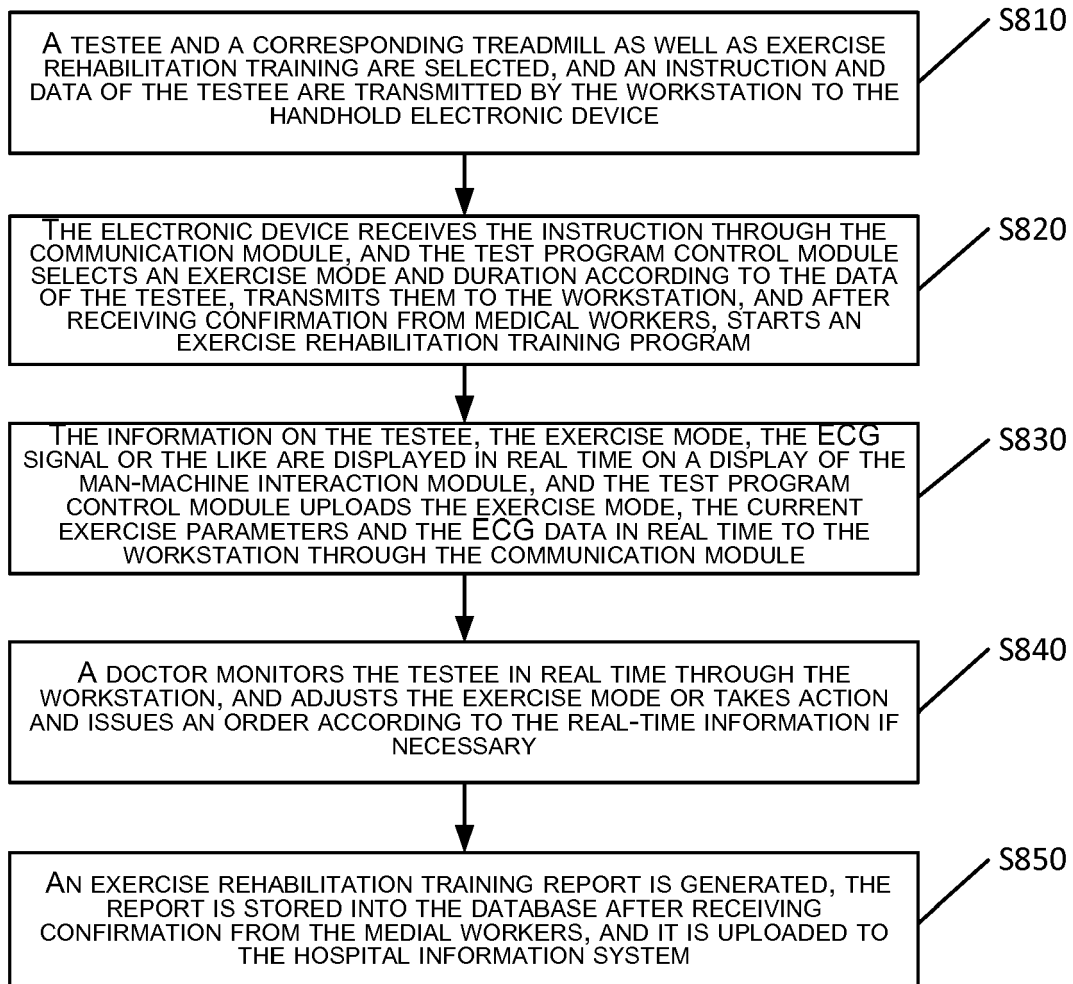 A TESTEE AND A CORRESPONDING TREADMILL AS WELL AS EXERCISE
REHABILITATION TRAINING ARE SELECTED, AND AN INSTRUCTION AND
DATA OF THE TESTEE ARE TRANSMITTED BY THE WORKSTATION TO THE
HANDHOLD ELECTRONIC DEVICE
S810
THE ELECTRONIC DEVICE RECEIVES THE INSTRUCTION THROUGH THE
COMMUNICATION MODULE, AND THE TEST PROGRAM CONTROL MODULE
SELECTS AN EXERCISE MODE AND DURATION ACCORDING TO THE DATA
OF THE TESTEE, TRANSMITS THEM TO THE WORKSTATION, AND AFTER
RECEIVING CONFIRMATION FROM MEDICAL WORKERS, STARTS AN
EXERCISE REHABILITATION TRAINING PROGRAM
S820
THE INFORMATION ON THE TESTEE, THE EXERCISE MODE, THE ECG
SIGNAL OR THE LIKE ARE DISPLAYED IN REAL TIME ON A DISPLAY OF THE
MAN-MACHINE INTERACTION MODULE, AND THE TEST PROGRAM
CONTROL MODULE UPLOADS THE EXERCISE MODE, THE CURRENT
EXERCISE PARAMETERS AND THE ECG DATA IN REAL TIME TO THE
WORKSTATION THROUGH THE COMMUNICATION MODULE
S830
A DOCTOR MONITORS THE TESTEE IN REAL TIME THROUGH THE
WORKSTATION, AND ADJUSTS THE EXERCISE MODE OR TAKES ACTION
AND ISSUES AN ORDER ACCORDING TO THE REAL-TIME INFORMATION IF
NECESSARY
S840
AN EXERCISE REHABILITATION TRAINING REPORT IS GENERATED, THE
REPORT IS STORED INTO THE DATABASE AFTER RECEIVING
CONFIRMATION FROM THE MEDIAL WORKERS, AND IT IS UPLOADED TO
THE HOSPITAL INFORMATION SYSTEM
S850